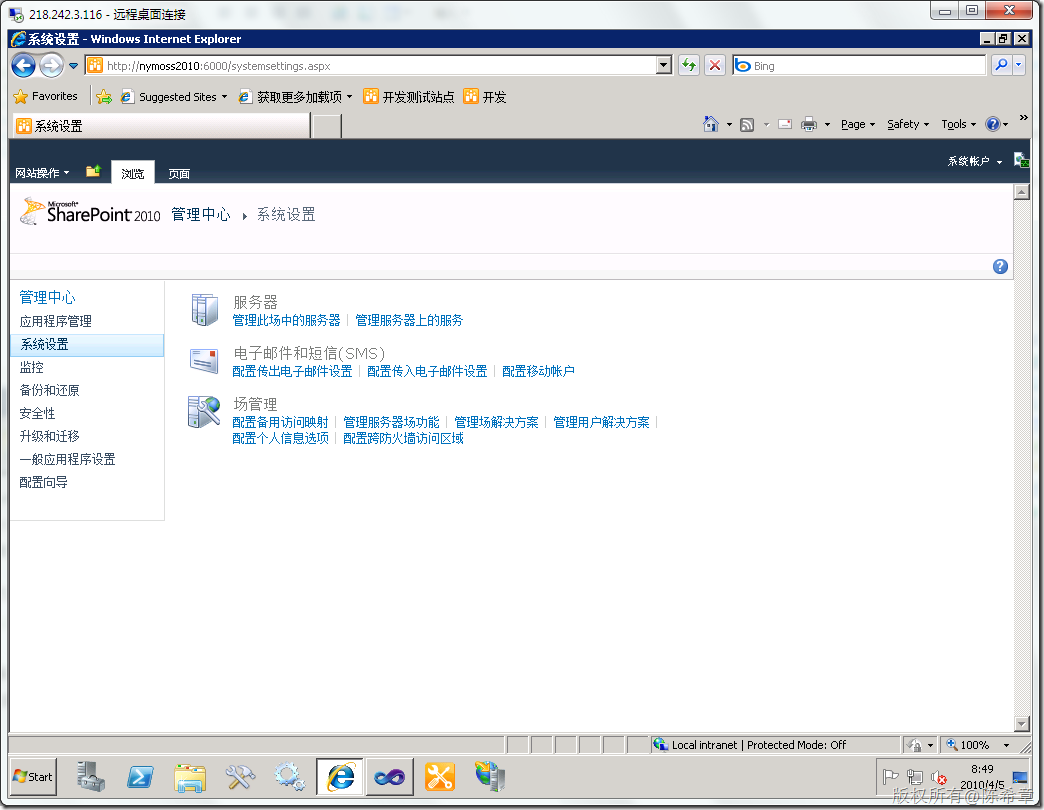 218.242.3.116 - 远程桌面连接
系统设置 - Windows Internet Explorer
http://nymoss2010:6000/systemsettings.aspx
Bing
Favorites
Suggested Sites
获取更多加载项
开发测试站点
开发
系统设置
Page
Safety
Tools
系统帐户
网站操作
浏览
页面
Microsoft®
SharePoint 2010
管理中心
系统设置
管理中心
应用程序管理
系统设置
监控
备份和还原
安全性
升级和迁移
一般应用程序设置
配置向导
服务器
管理此场中的服务器 | 管理服务器上的服务
电子邮件和短信(SMS)
配置传出电子邮件设置 | 配置传入电子邮件设置 | 配置移动帐户
场管理
配置备用访问映射 | 管理服务器场功能 | 管理场解决方案 | 管理用户解决方案 |
配置个人信息选项 | 配置跨防火墙访问区域
Local intranet | Protected Mode: Off
100%
Start
8:49
2010/4/5
版权所有@陈希章